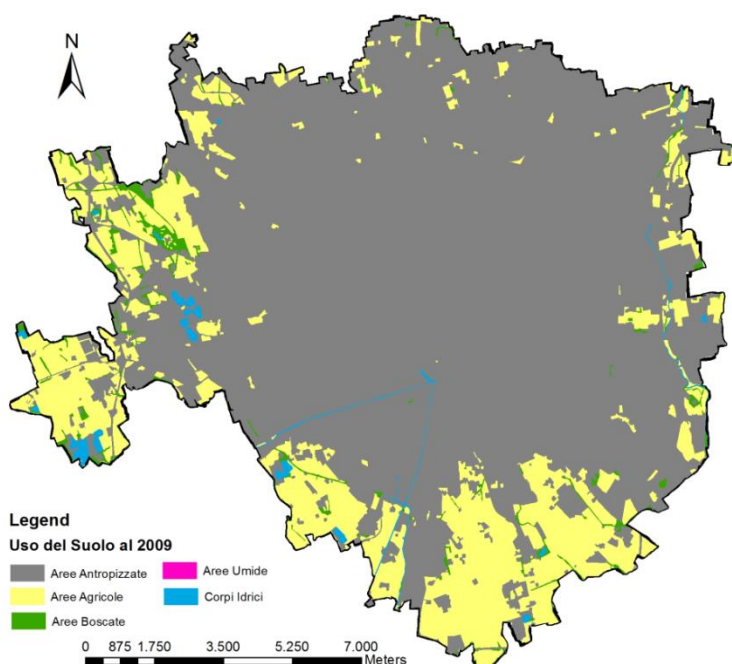 N
Legend
Uso del Suolo al 2009
Aree Antropizzate
Aree Umide
Aree Agricole
Corpi Idrici
Aree Boscate
0 875 1.750 3.500 5.250 7.000
Meters